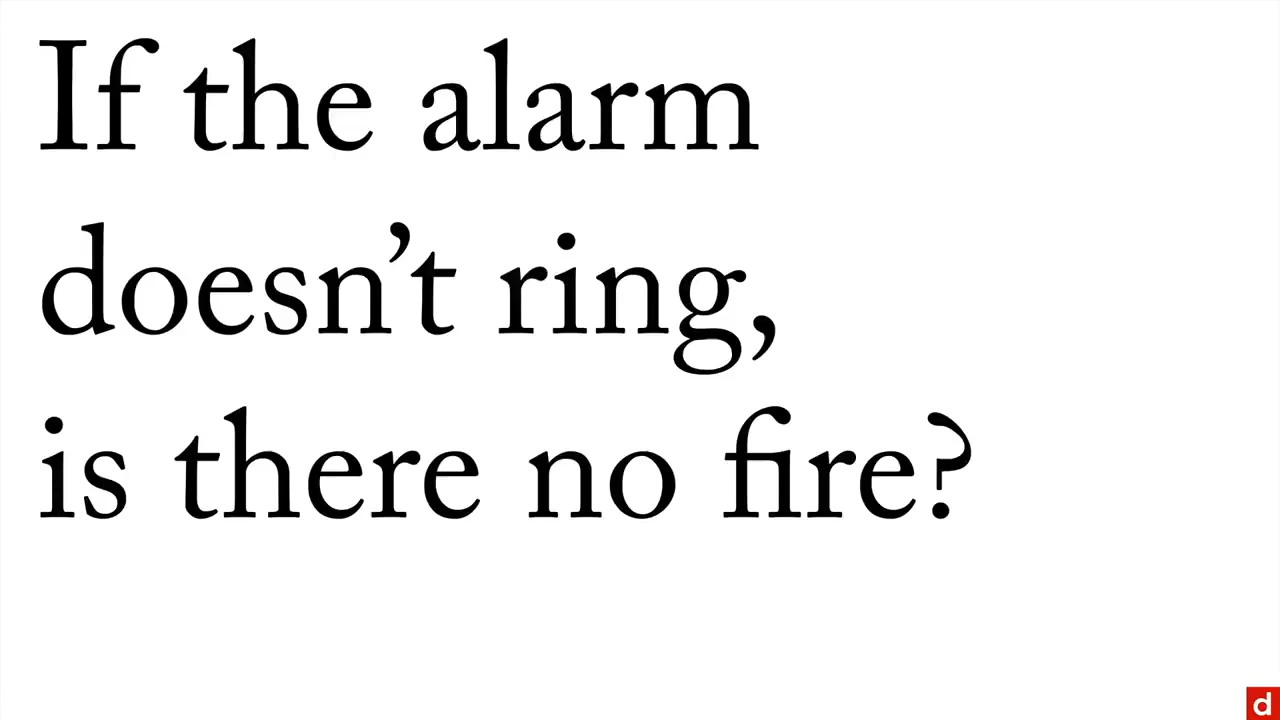 If the alarm
doesn’t ring,
is there no fire?
d